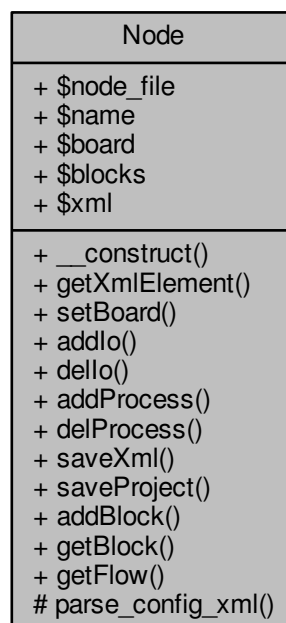 Node
+ $node_file
+ $name
+ $board
+ $blocks
+ $xml
+ __construct()
+ getXmlElement()
+ setBoard()
+ addIo()
+ delIo()
+ addProcess()
+ delProcess()
+ saveXml()
+ saveProject()
+ addBlock()
+ getBlock()
+ getFlow()
# parse_config_xml()